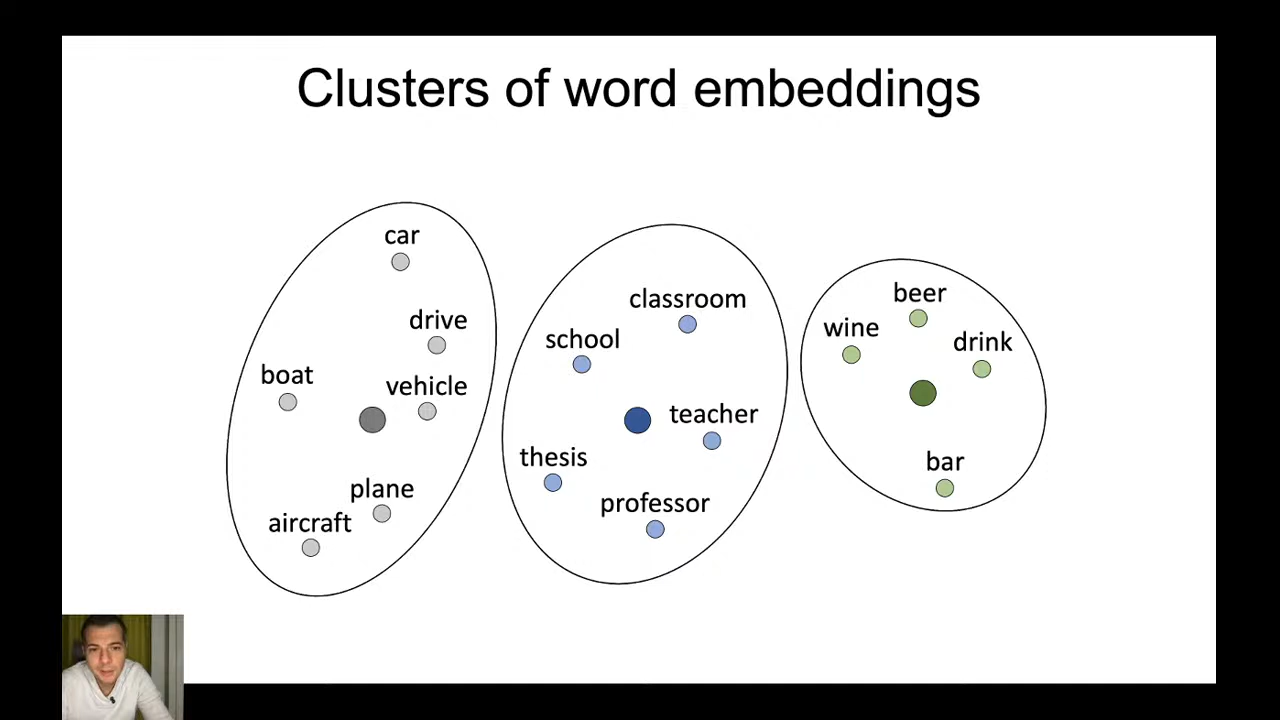 Clusters of word embeddings
car
drive
boat
vehicle
plane
aircraft
classroom
school
teacher
thesis
professor
beer
wine
drink
bar